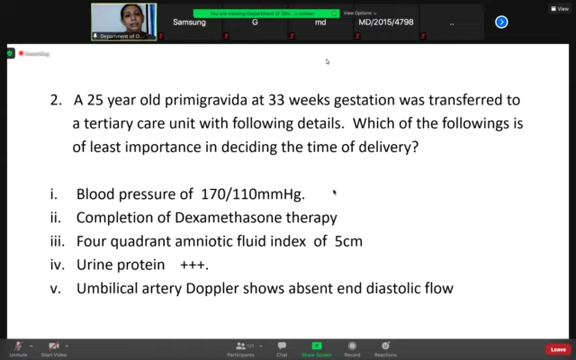 You are viewing Department of Obs... screen
View Options
View
Department of O...
Samsung
G
md
MD/2015/4798
..
Recording
2. A 25 year old primigravida at 33 weeks gestation was transferred to
a tertiary care unit with following details. Which of the followings is
of least importance in deciding the time of delivery?
i. Blood pressure of 170/110mmHg.
ii. Completion of Dexamethasone therapy
iii. Four quadrant amniotic fluid index of 5cm
iv. Urine protein +++.
v. Umbilical artery Doppler shows absent end diastolic flow
Unmute
Start Video
Participants
Chat
Share Screen
Record
Reactions
Leave